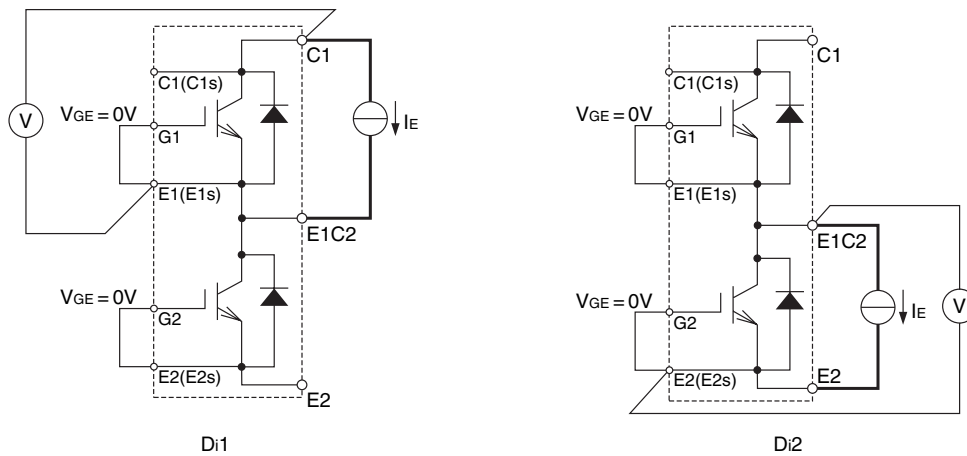 C1
C1(C1s)
VGE = 0V
G1
V
IE
E1(E1s)
E1C2
VGE = 0V
G2
E2(E2s)
E2
Di1
C1
C1(C1s)
VGE = 0V
G1
E1(E1s)
E1C2
VGE = 0V
G2
IE
V
E2(E2s)
E2
Di2